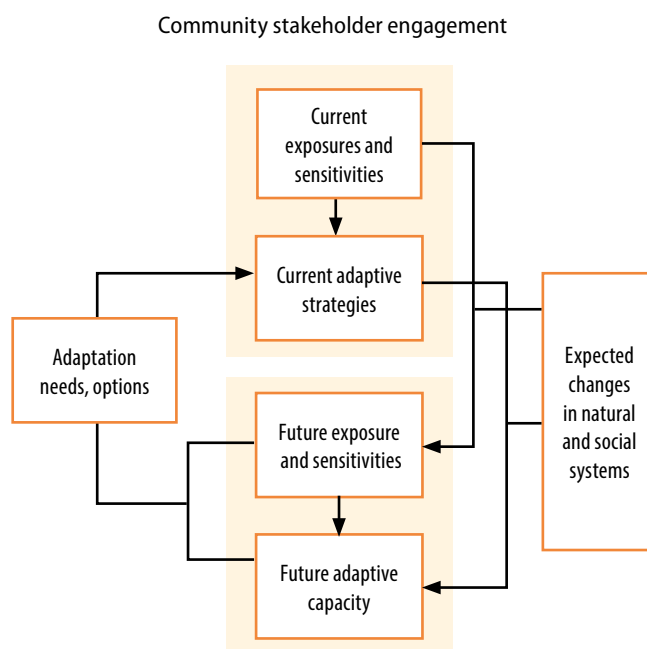 Community stakeholder engagement
Current
exposures and
sensitivities
Current adaptive
strategies
Adaptation
needs, options
Expected
changes
in natural
and social
systems
Future exposure
and sensitivities
Future adaptive
capacity